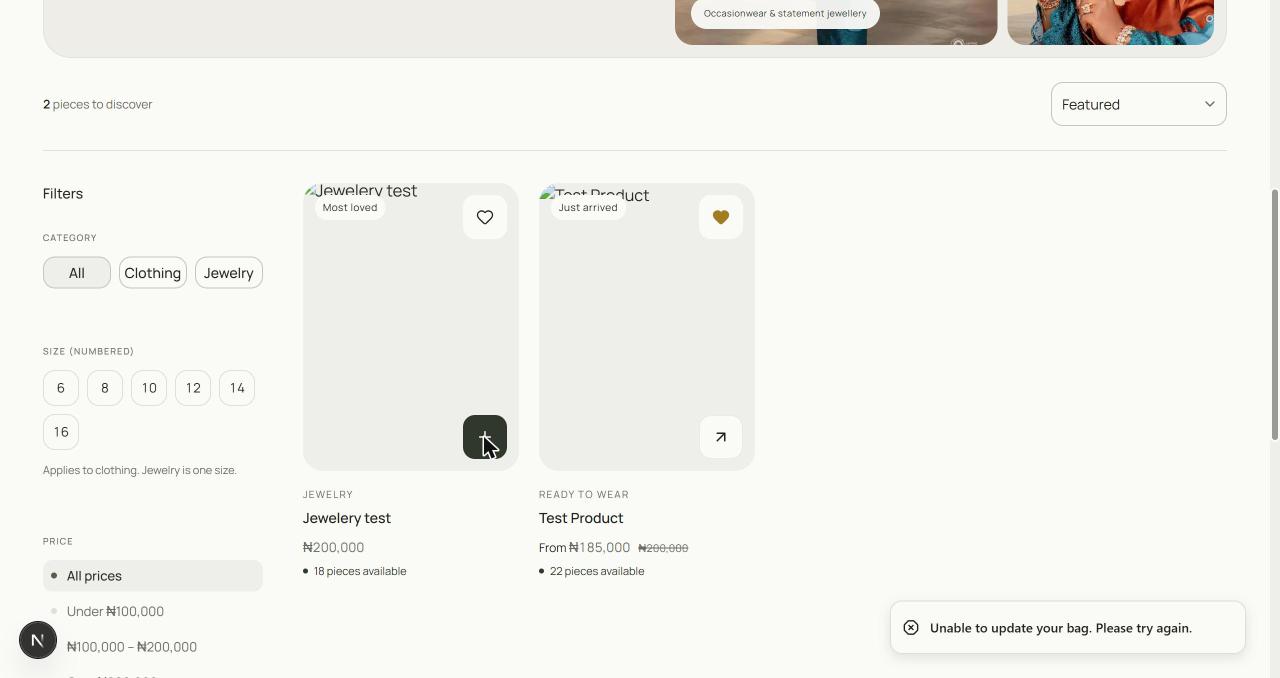 Occasionwear & statement jewellery
2 pieces to discover
Featured
Filters
CATEGORY
All
Clothing
Jewelry
SIZE (NUMBERED)
6
8
10
12
14
16
Applies to clothing. Jewelry is one size.
PRICE
All prices
Under ₦100,000
₦100,000 – ₦200,000
Jewelery test
Most loved
JEWELRY
Jewelery test
₦200,000
18 pieces available
Test Product
Just arrived
READY TO WEAR
Test Product
From ₦185,000 ₦200,000
22 pieces available
N
Unable to update your bag. Please try again.